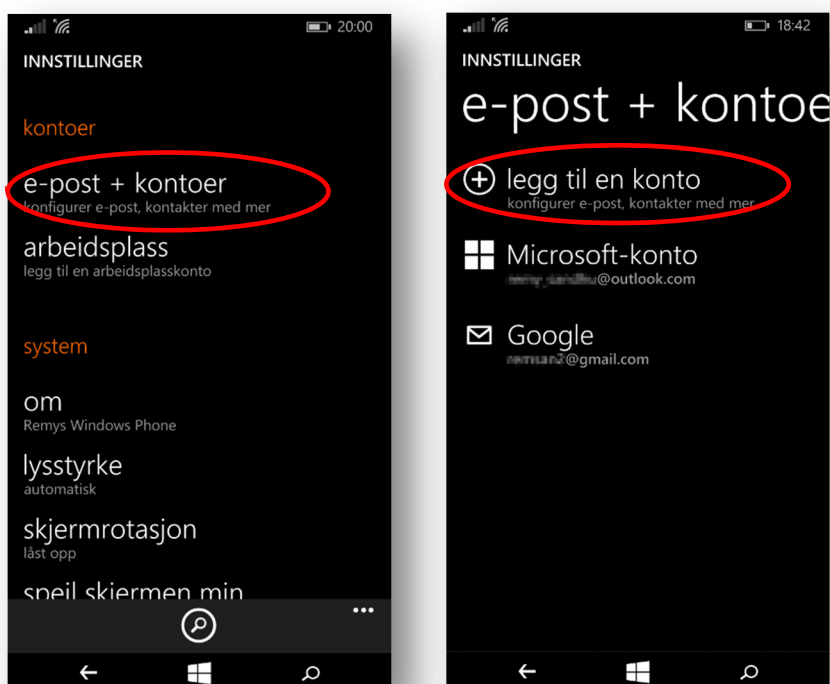 20:00
INNSTILLINGER
kontoer
e-post + kontoer
konfigurer e-post, kontakter med mer
arbeidsplass
legg til en arbeidsplasskonto
system
om
Remys Windows Phone
lysstyrke
automatisk
skjermrotasjon
låst opp
speil skjermen min
18:42
INNSTILLINGER
e-post + kontoe
legg til en konto
konfigurer e-post, kontakter med mer
Microsoft-konto
@outlook.com
Google
@gmail.com